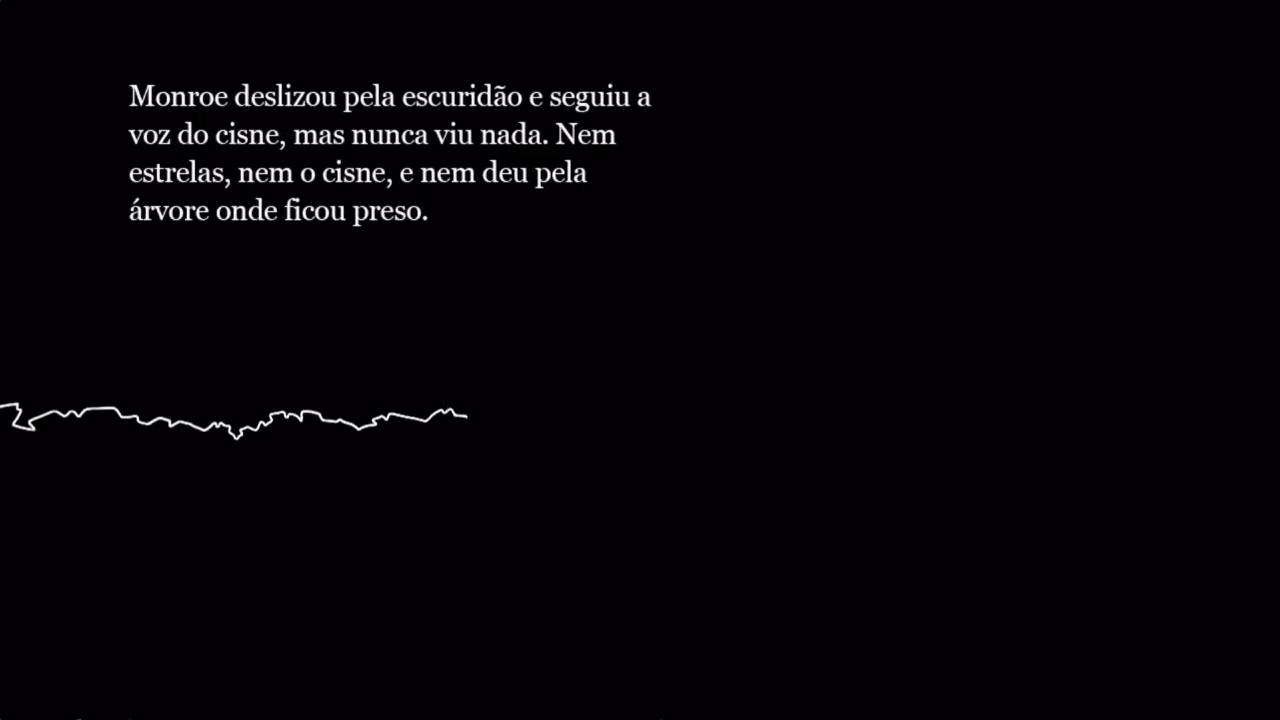 Monroe deslizou pela escuridão e seguiu a
voz do cisne, mas nunca viu nada. Nem
estrelas, nem o cisne, e nem deu pela
árvore onde ficou preso.